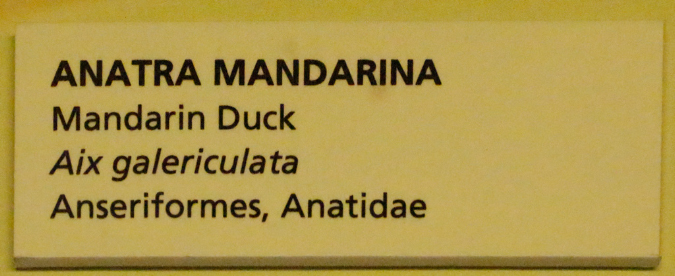 ANATRA MANDARINA
Mandarin Duck
Aix galericulata
Anseriformes, Anatidae